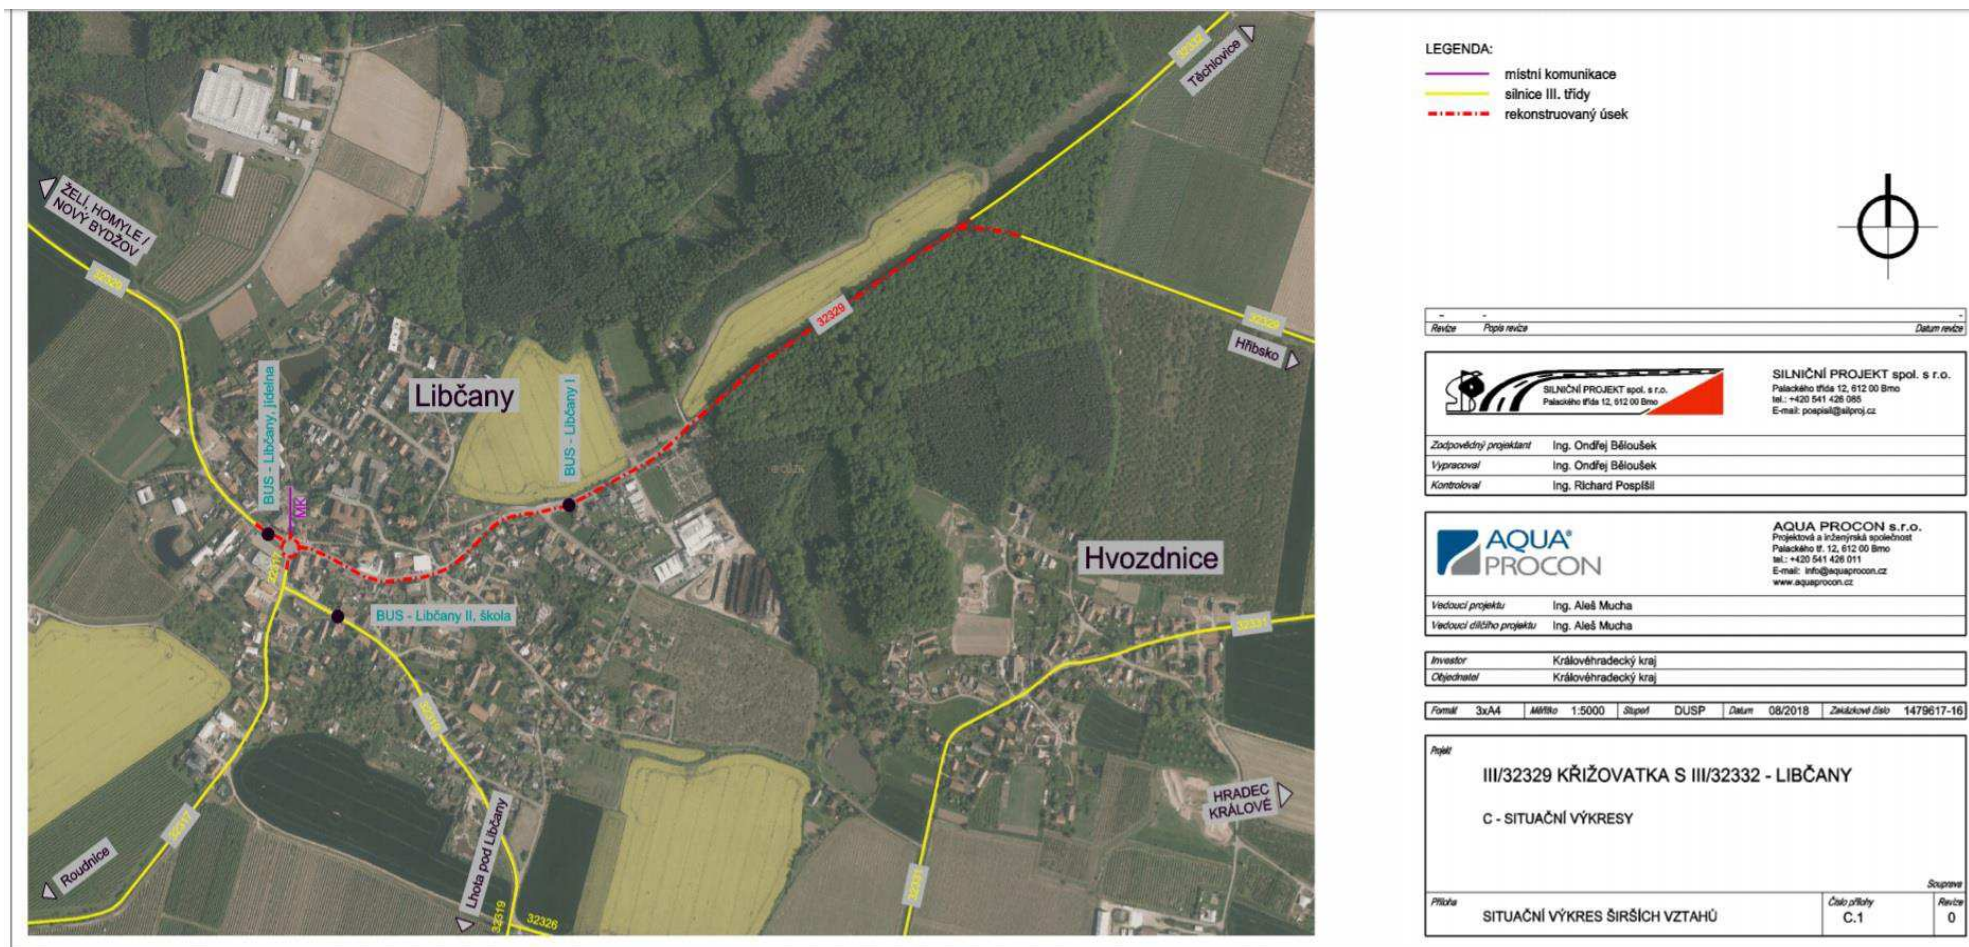 32332
Těchlovice
ŽELÍ, HOMYLE /
NOVÝ BYDŽOV
32329
32329
32329
Hřibsko
Libčany
BUS - Libčany, jídelna
BUS - Libčany I
MK
32317
BUS - Libčany II, škola
Hvozdnice
32331
32319
32317
Roudnice
Lhota pod Libčany
32319
32326
32331
HRADEC
KRÁLOVÉ
LEGENDA:
místní komunikace
silnice III. třídy
rekonstruovaný úsek
- - -
Revize Popis revize Datum revize
SILNIČNÍ PROJEKT spol. s r.o.
Palackého třída 12, 612 00 Brno
SILNIČNÍ PROJEKT spol. s r.o.
Palackého třída 12, 612 00 Brno
tel.: +420 541 426 085
E-mail: pospisil@silproj.cz
Zodpovědný projektant Ing. Ondřej Běloušek
Vypracoval Ing. Ondřej Běloušek
Kontroloval Ing. Richard Pospíšil
AQUA®
PROCON
AQUA PROCON s.r.o.
Projektová a inženýrská společnost
Palackého tř. 12, 612 00 Brno
tel.: +420 541 426 011
E-mail: info@aquaprocon.cz
www.aquaprocon.cz
Vedoucí projektu Ing. Aleš Mucha
Vedoucí dílčího projektu Ing. Aleš Mucha
Investor Královéhradecký kraj
Objednatel Královéhradecký kraj
Formát 3xA4 Měřítko 1:5000 Stupeň DUSP Datum 08/2018 Zakázkové číslo 1479617-16
Projekt
III/32329 KŘIŽOVATKA S III/32332 - LIBČANY
C - SITUAČNÍ VÝKRESY
Souprava
Příloha
SITUAČNÍ VÝKRES ŠIRŠÍCH VZTAHŮ
Číslo přílohy
C.1
Revize
0